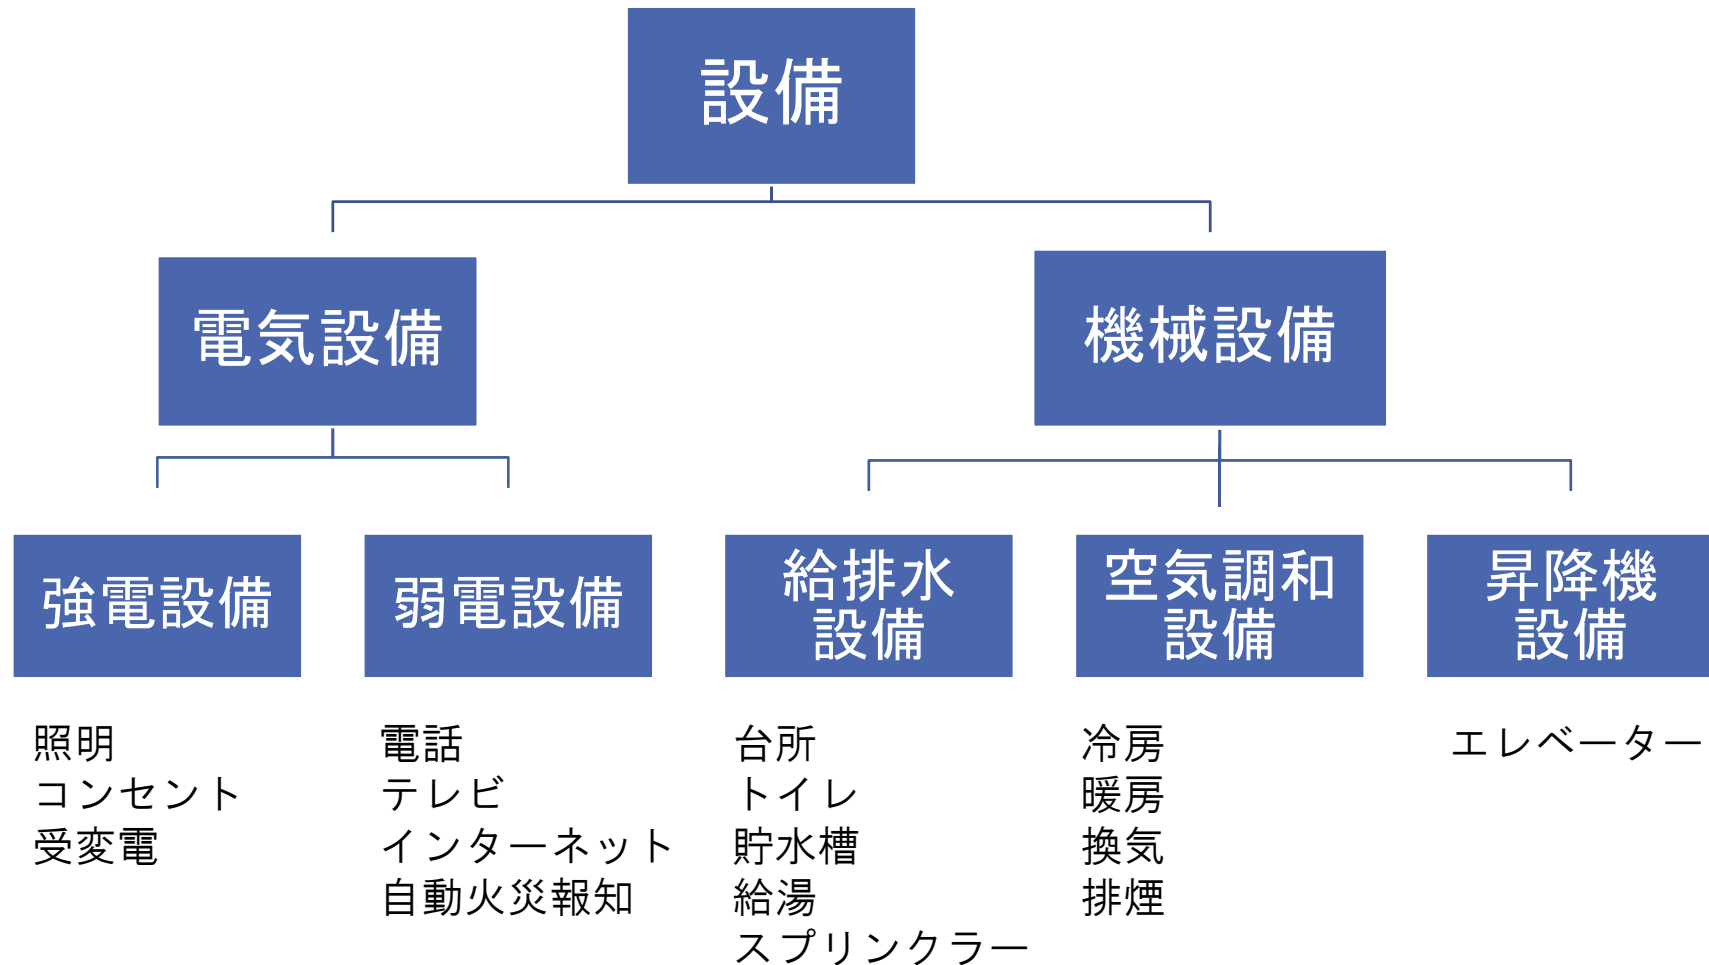 設備
電気設備
機械設備
強電設備
弱電設備
給排水
設備
空気調和
設備
昇降機
設備
照明
コンセント
受変電
電話
テレビ
インターネット
自動火災報知
台所
トイレ
貯水槽
給湯
スプリンクラー
冷房
暖房
換気
排煙
エレベーター